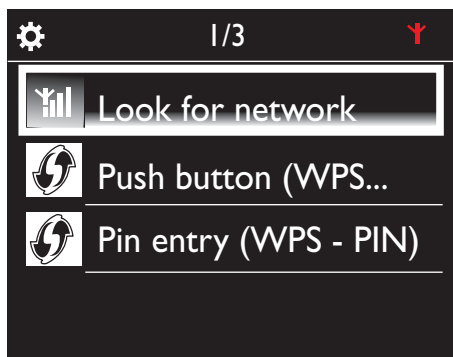 1/3
Look for network
Push button (WPS...
Pin entry (WPS - PIN)